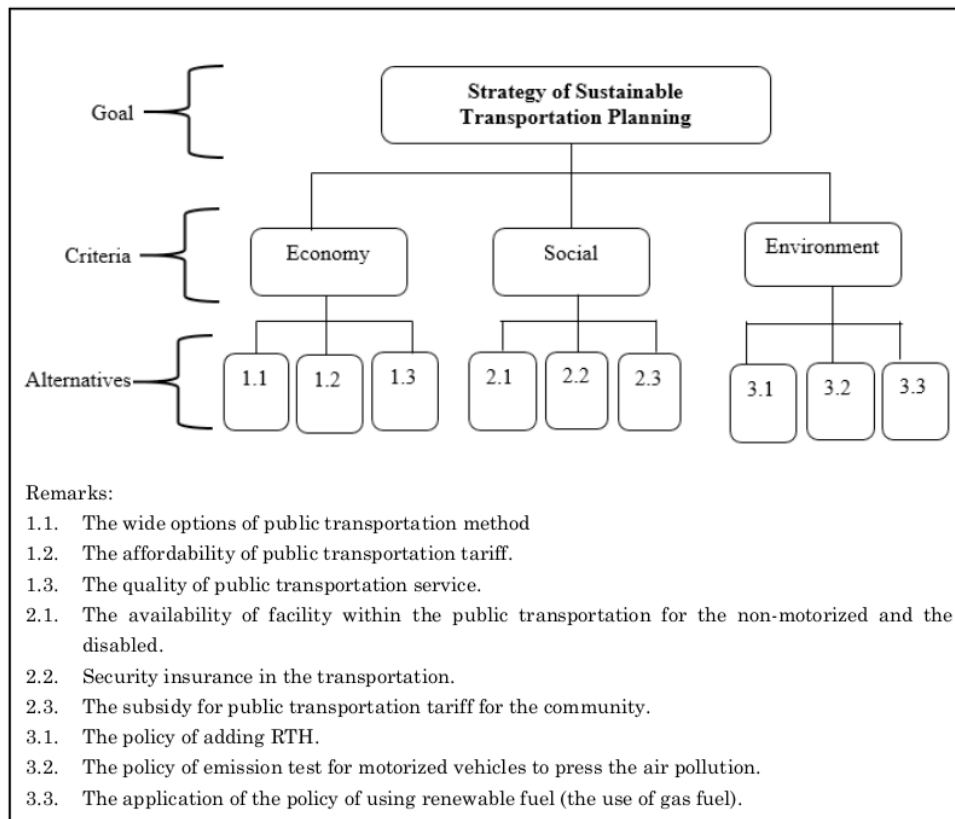 Goal
Strategy of Sustainable
Transportation Planning
Criteria
Economy
Social
Environment
Alternatives
1.1
1.2
1.3
2.1
2.2
2.3
3.1
3.2
3.3
Remarks:
1.1. The wide options of public transportation method
1.2. The affordability of public transportation tariff.
1.3. The quality of public transportation service.
2.1. The availability of facility within the public transportation for the non-motorized and the
disabled.
2.2. Security insurance in the transportation.
2.3. The subsidy for public transportation tariff for the community.
3.1. The policy of adding RTH.
3.2. The policy of emission test for motorized vehicles to press the air pollution.
3.3. The application of the policy of using renewable fuel (the use of gas fuel).